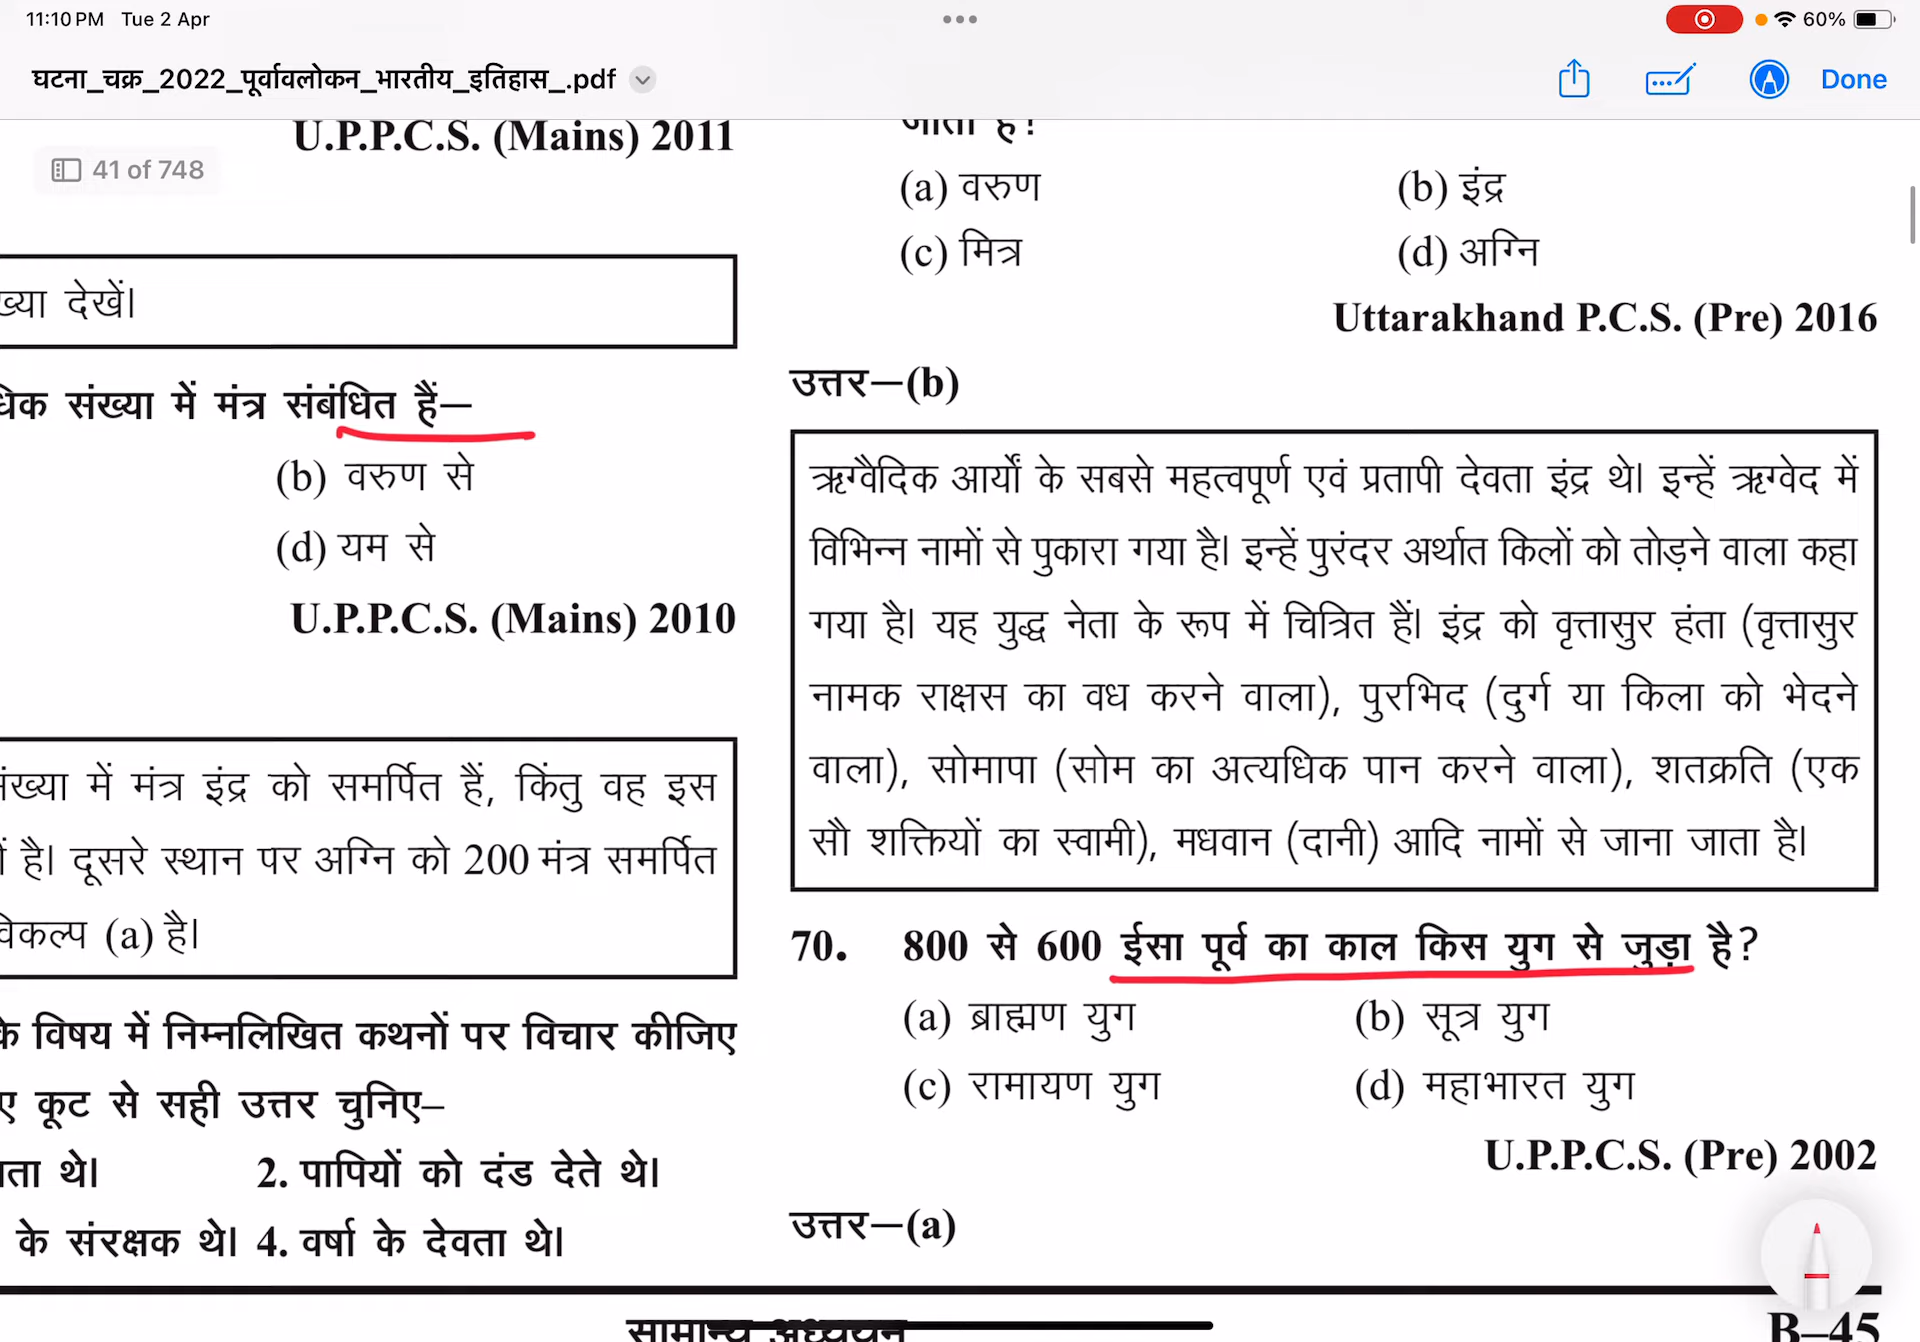 11:10 PM Tue 2 Apr
60%
घटना_चक्र_2022_पूर्वावलोकन_भारतीय_इतिहास_.pdf
Done
41 of 748
U.P.P.C.S. (Mains) 2011
देखें।
संख्या में मंत्र संबंधित हैं–
(b) वरुण से
(d) यम से
U.P.P.C.S. (Mains) 2010
में मंत्र इंद्र को समर्पित हैं, किंतु वह इस
है। दूसरे स्थान पर अग्नि को 200 मंत्र समर्पित
(a) है।
विषय में निम्नलिखित कथनों पर विचार कीजिए
कूट से सही उत्तर चुनिए–
थे। 2. पापियों को दंड देते थे।
के संरक्षक थे। 4. वर्षा के देवता थे।
जाता है?
(a) वरुण (b) इंद्र
(c) मित्र (d) अग्नि
Uttarakhand P.C.S. (Pre) 2016
उत्तर–(b)
ऋग्वैदिक आर्यों के सबसे महत्वपूर्ण एवं प्रतापी देवता इंद्र थे। इन्हें ऋग्वेद में
विभिन्न नामों से पुकारा गया है। इन्हें पुरंदर अर्थात किलों को तोड़ने वाला कहा
गया है। यह युद्ध नेता के रूप में चित्रित हैं। इंद्र को वृत्तासुर हंता (वृत्तासुर
नामक राक्षस का वध करने वाला), पुरभिद (दुर्ग या किला को भेदने
वाला), सोमापा (सोम का अत्यधिक पान करने वाला), शतक्रति (एक
सौ शक्तियों का स्वामी), मधवान (दानी) आदि नामों से जाना जाता है।
70. 800 से 600 ईसा पूर्व का काल किस युग से जुड़ा है?
(a) ब्राह्मण युग (b) सूत्र युग
(c) रामायण युग (d) महाभारत युग
U.P.P.C.S. (Pre) 2002
उत्तर–(a)
सामान्य अध्ययन
B–45